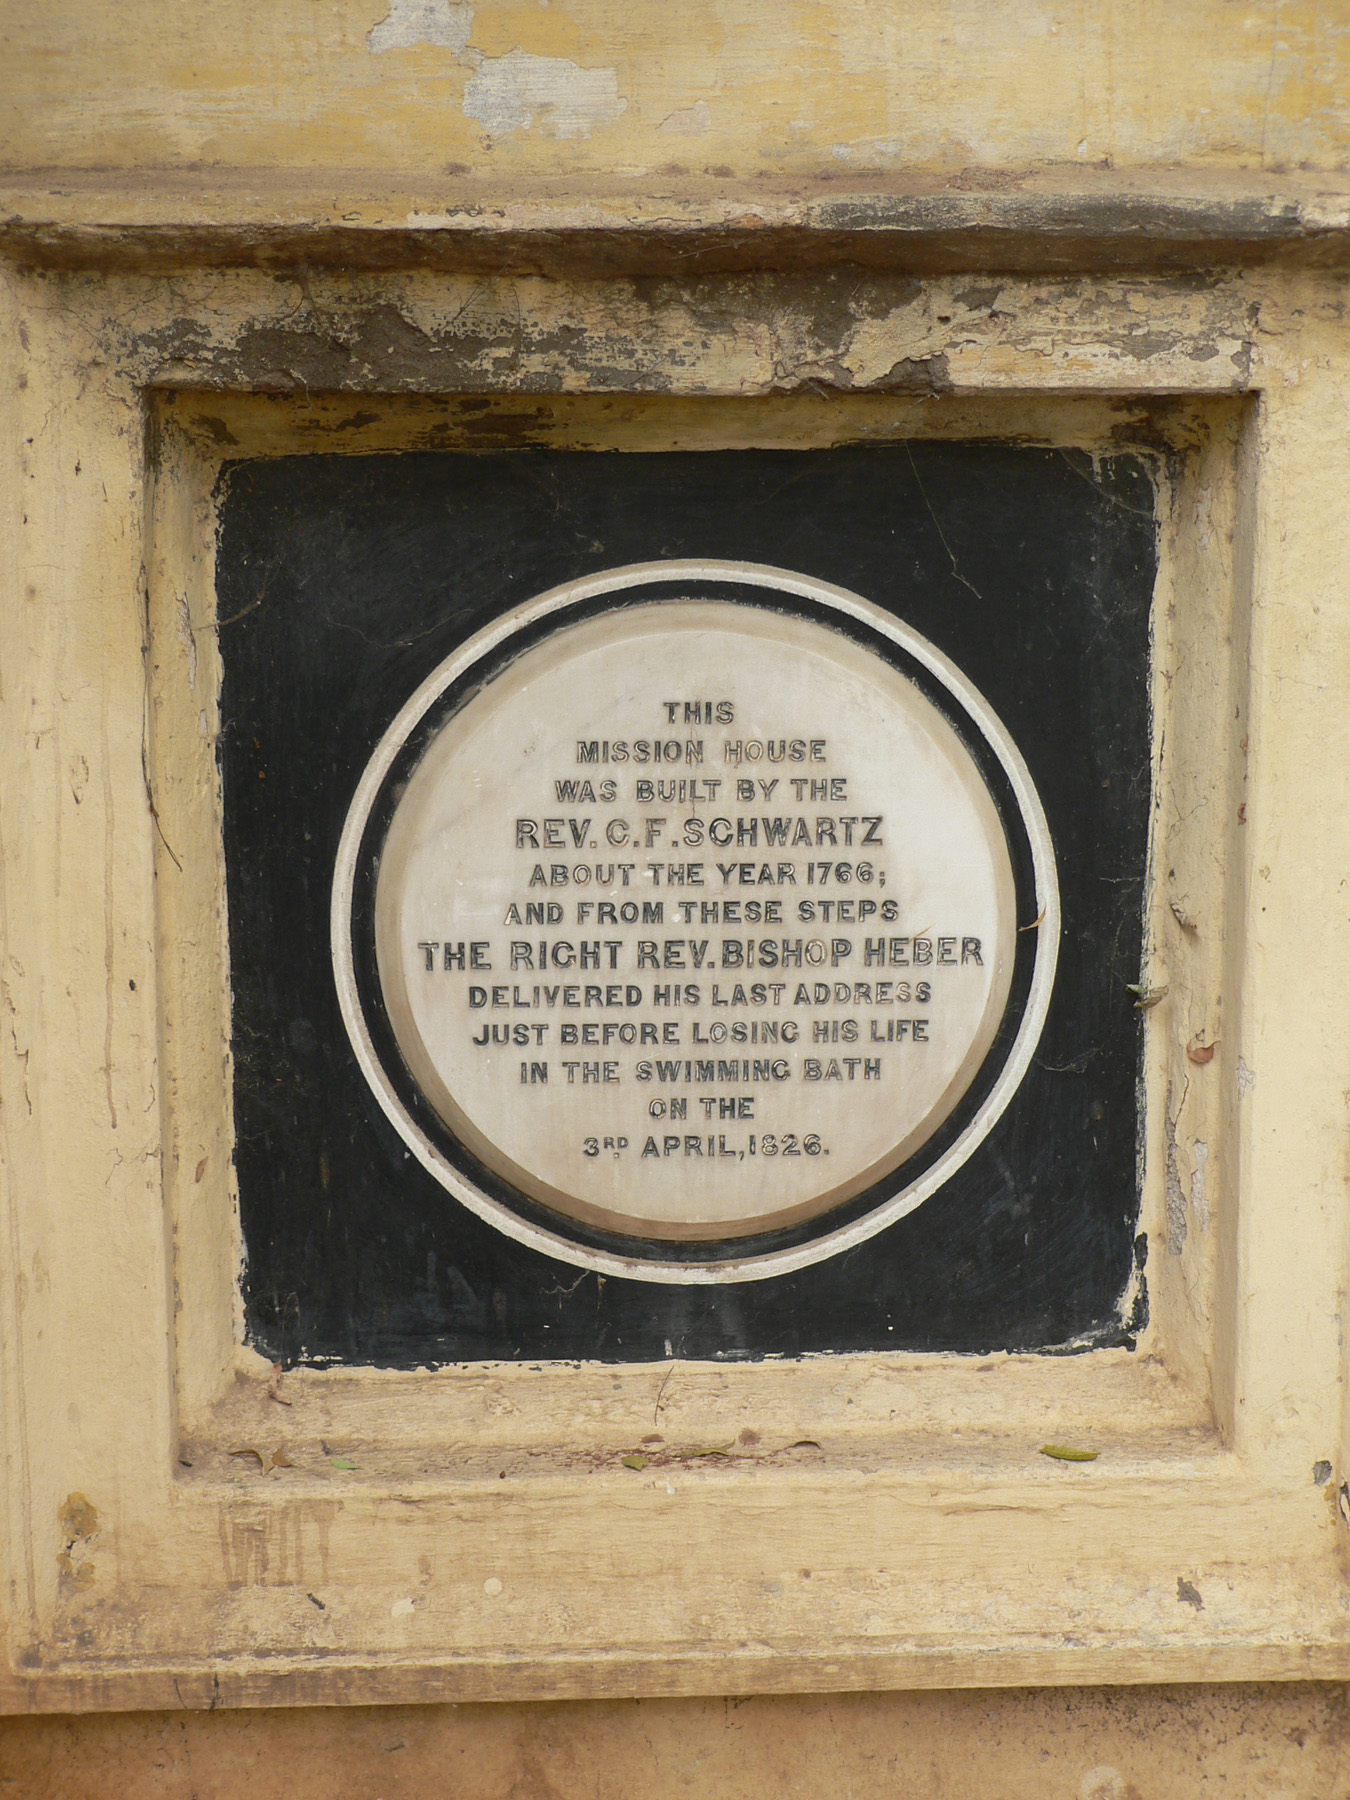 THIS
MISSION HOUSE
WAS BUILT BY THE
REV. C. F. SCHWARTZ
ABOUT THE YEAR 1766;
AND FROM THESE STEPS
THE RIGHT REV. BISHOP HEBER
DELIVERED HIS LAST ADDRESS
JUST BEFORE LOSING HIS LIFE
IN THE SWIMMING BATH
ON THE
3RD APRIL, 1826.